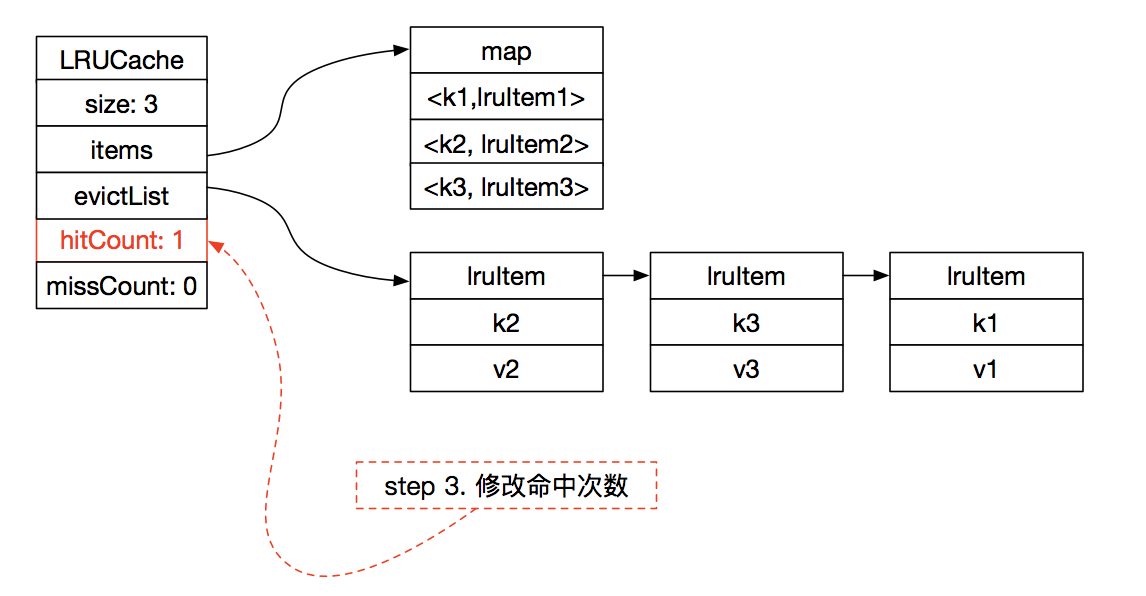 LRUCache
size: 3
items
evictList
hitCount: 1
missCount: 0
map
<k1,lruItem1>
<k2, lruItem2>
<k3, lruItem3>
lruItem
k2
v2
lruItem
k3
v3
lruItem
k1
v1
step 3. 修改命中次数